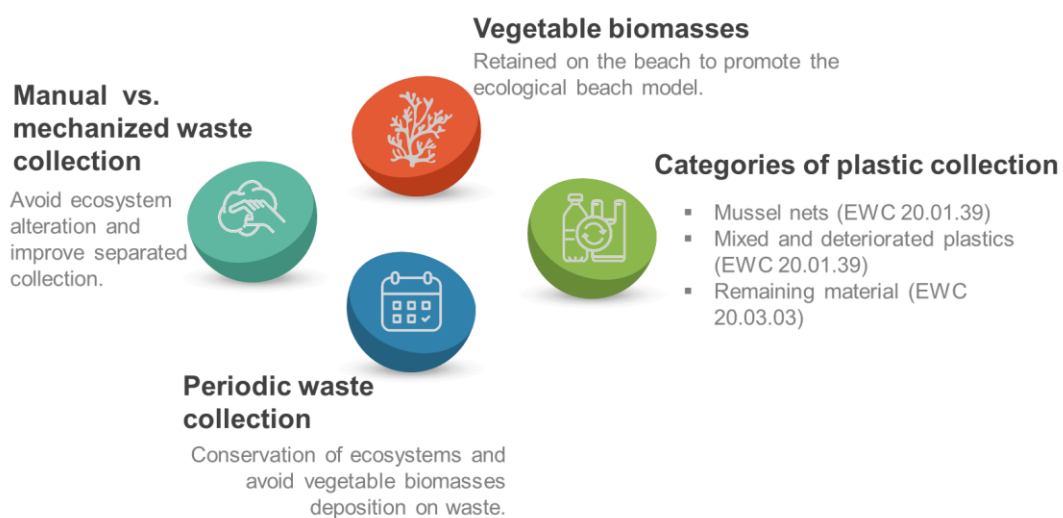 Vegetable biomasses
Retained on the beach to promote the
ecological beach model.
Manual vs.
mechanized waste
collection
Avoid ecosystem
alteration and
improve separated
collection.
Categories of plastic collection
▪ Mussel nets (EWC 20.01.39)
▪ Mixed and deteriorated plastics
(EWC 20.01.39)
▪ Remaining material (EWC
20.03.03)
Periodic waste
collection
Conservation of ecosystems and
avoid vegetable biomasses
deposition on waste.